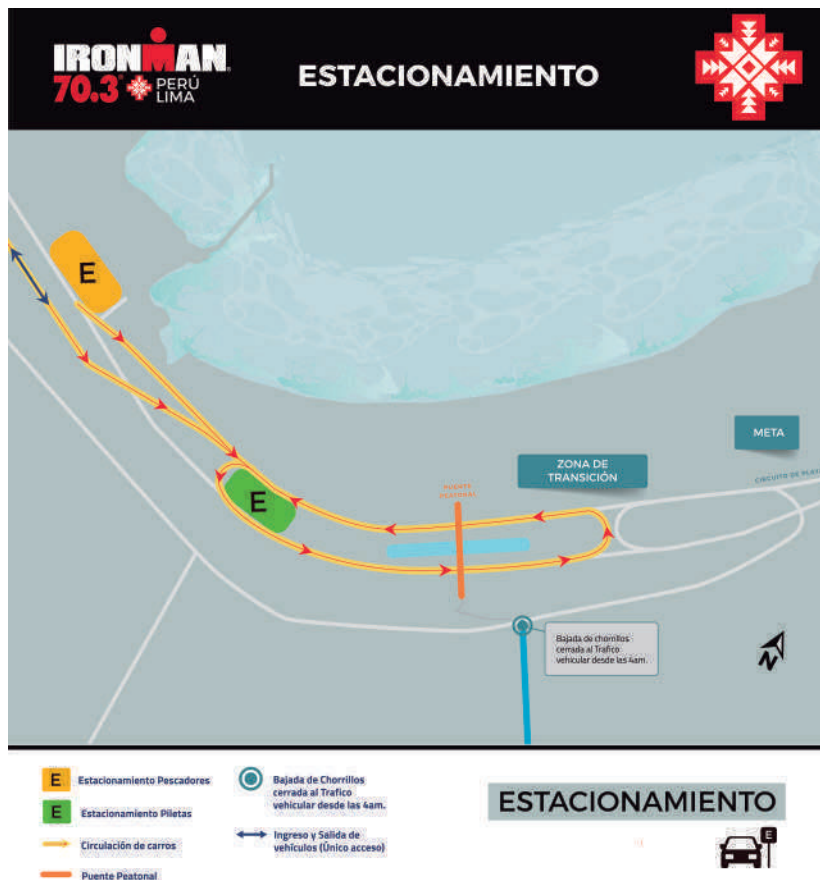 IRONMAN
70.3® PERÚ
LIMA
ESTACIONAMIENTO
E
E
META
ZONA DE
TRANSICIÓN
PUENTE
PEATONAL
Bajada de chorrillos
cerrada al Trafico
vehicular desde las 4am.
N
E Estacionamiento Pescadores
E Estacionamiento Piletas
Circulación de carros
Puente Peatonal
Bajada de Chorrillos
cerrada al Trafico
vehicular desde las 4am.
Ingreso y Salida de
vehículos (Único acceso)
ESTACIONAMIENTO
E